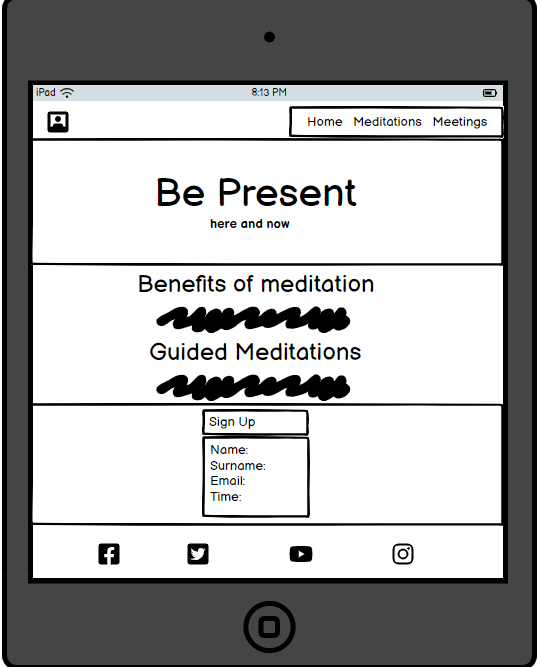 iPad 8:13 PM
Home Meditations Meetings
Be Present
here and now
Benefits of meditation
Guided Meditations
Sign Up
Name:
Surname:
Email:
Time: